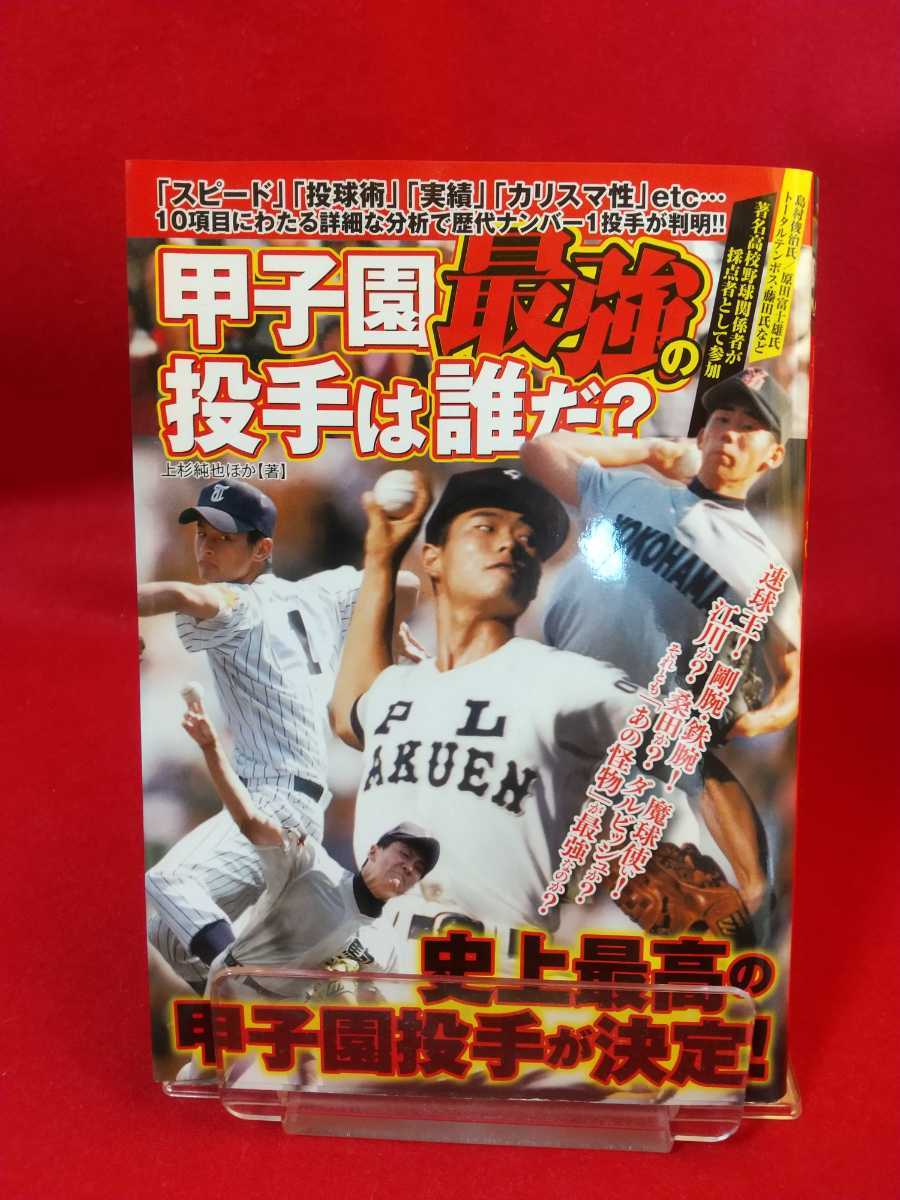 「スピード」「投球術」「実績」「カリスマ性」etc…
10項目にわたる詳細な分析で歴代ナンバー1投手が判明!!
島村俊治氏/原田富士雄氏
トータルテンボス・藤田氏など
著名高校野球関係者が
採点者として参加
甲子園最強の
投手は誰だ?
上杉純也ほか【著】
T
1
P L
AKUEN
YOKOHAMA
速球王!剛腕・鉄腕!魔球使い!
江川か?桑田か?ダルビッシュか?
それとも「あの怪物」が最強なのか?
史上最高の
甲子園投手が決定!